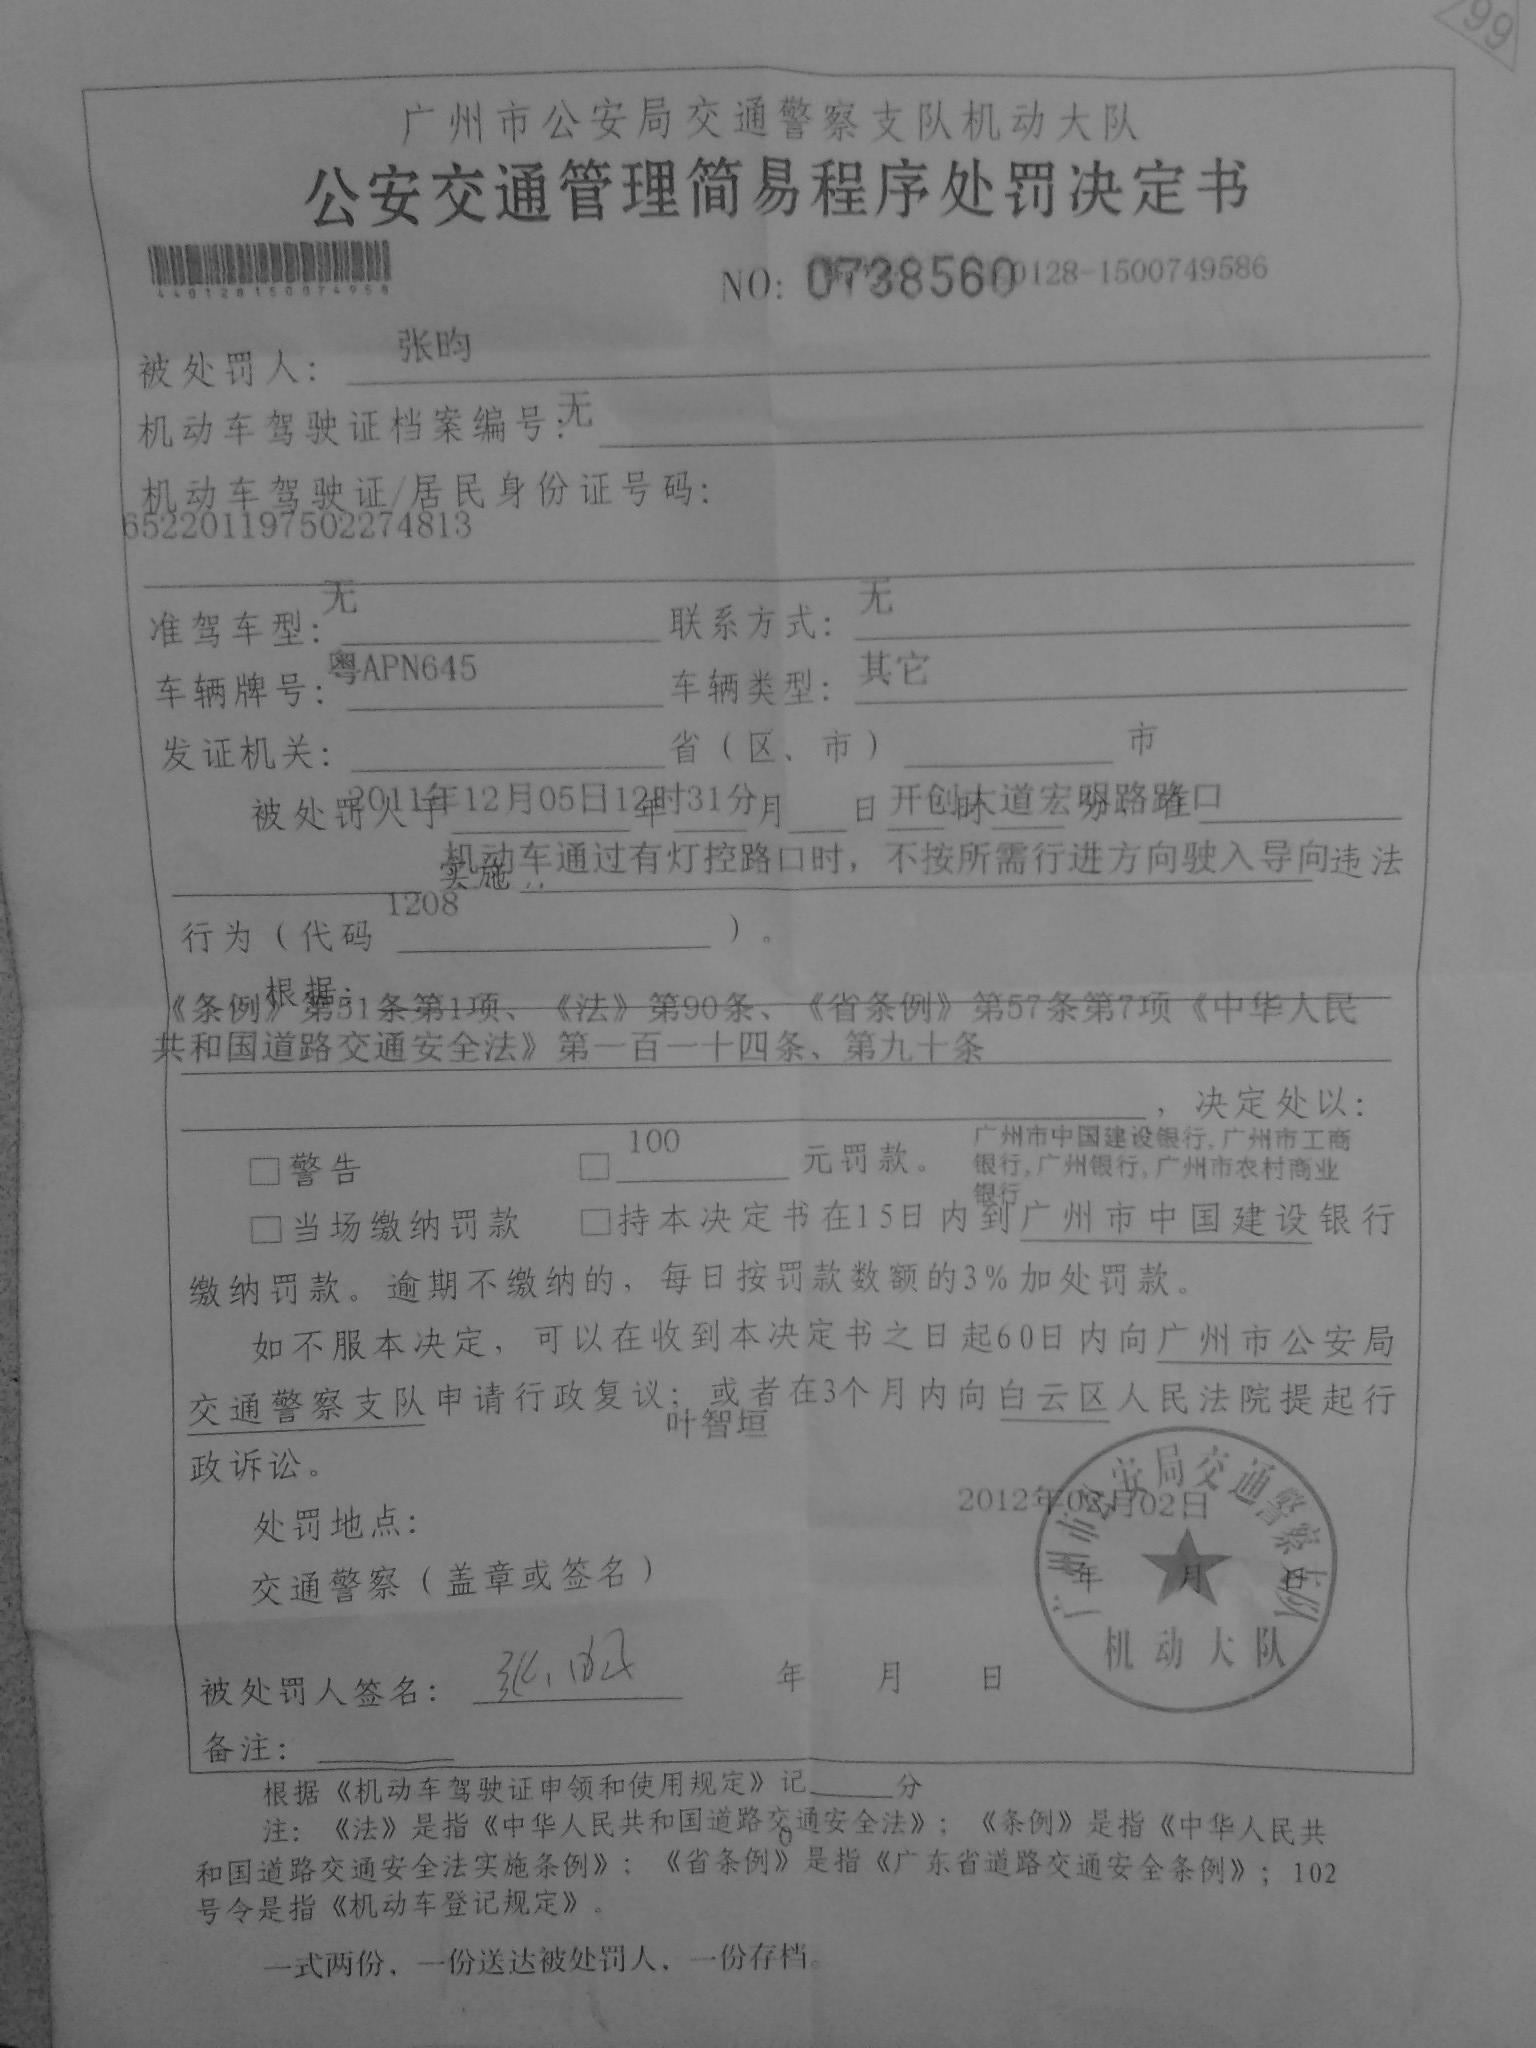 99
广州市公安局交通警察支队机动大队
公安交通管理简易程序处罚决定书
NO: 0738560 0128-1500749586
440128150074958
被处罚人: 张昀
机动车驾驶证档案编号: 无
机动车驾驶证/居民身份证号码:
652201197502274813
准驾车型: 无 联系方式: 无
车辆牌号: 粤APN645 车辆类型: 其它
发证机关: 省（区、市） 市
2011年12月05日12时31分 开创大道宏明路路口
被处罚人于 年 月 日 时 分 在
机动车通过有灯控路口时，不按所需行进方向驶入导向
实施 违法
行为（代码 1208 ）。
根据:
《条例》第51条第1项、《法》第90条、《省条例》第57条第7项《中华人民
共和国道路交通安全法》第一百一十四条、第九十条
，决定处以:
□警告 □ 100 元罚款。
广州市中国建设银行,广州市工商
银行,广州银行,广州市农村商业
银行
□当场缴纳罚款 □持本决定书在15日内到广州市中国建设银行
缴纳罚款。逾期不缴纳的，每日按罚款数额的3%加处罚款。
如不服本决定，可以在收到本决定书之日起60日内向广州市公安局
交通警察支队申请行政复议；或者在3个月内向白云区人民法院提起行
政诉讼。
叶智垣
处罚地点:
2012年 月02日
交通警察（盖章或签名）
年 月 日
广州市公安局交通警察支队
机动大队
被处罚人签名: 张昀 年 月 日
备注:
根据《机动车驾驶证申领和使用规定》记 分
0
注: 《法》是指《中华人民共和国道路交通安全法》; 《条例》是指《中华人民共
和国道路交通安全法实施条例》; 《省条例》是指《广东省道路交通安全条例》; 102
号令是指《机动车登记规定》。
一式两份，一份送达被处罚人，一份存档。